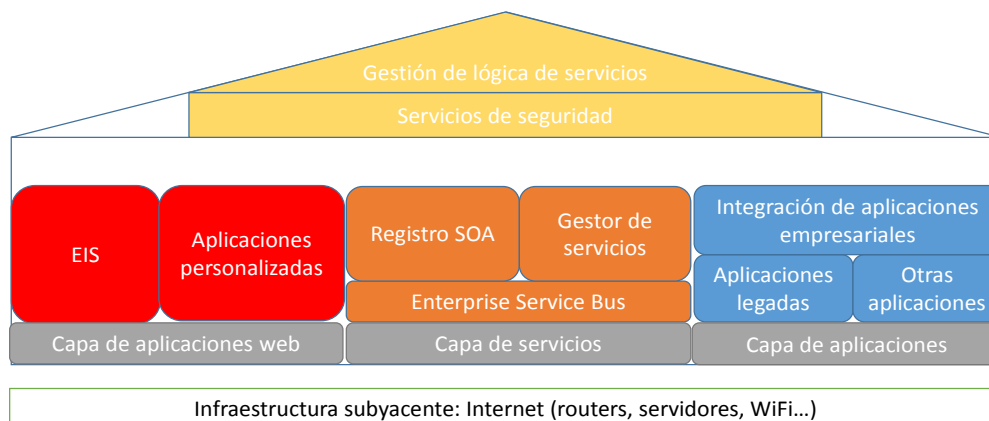 Gestión de lógica de servicios
Servicios de seguridad
EIS
Aplicaciones
personalizadas
Registro SOA
Gestor de
servicios
Enterprise Service Bus
Integración de aplicaciones
empresariales
Aplicaciones
legadas
Otras
aplicaciones
Capa de aplicaciones web
Capa de servicios
Capa de aplicaciones
Infraestructura subyacente: Internet (routers, servidores, WiFi...)